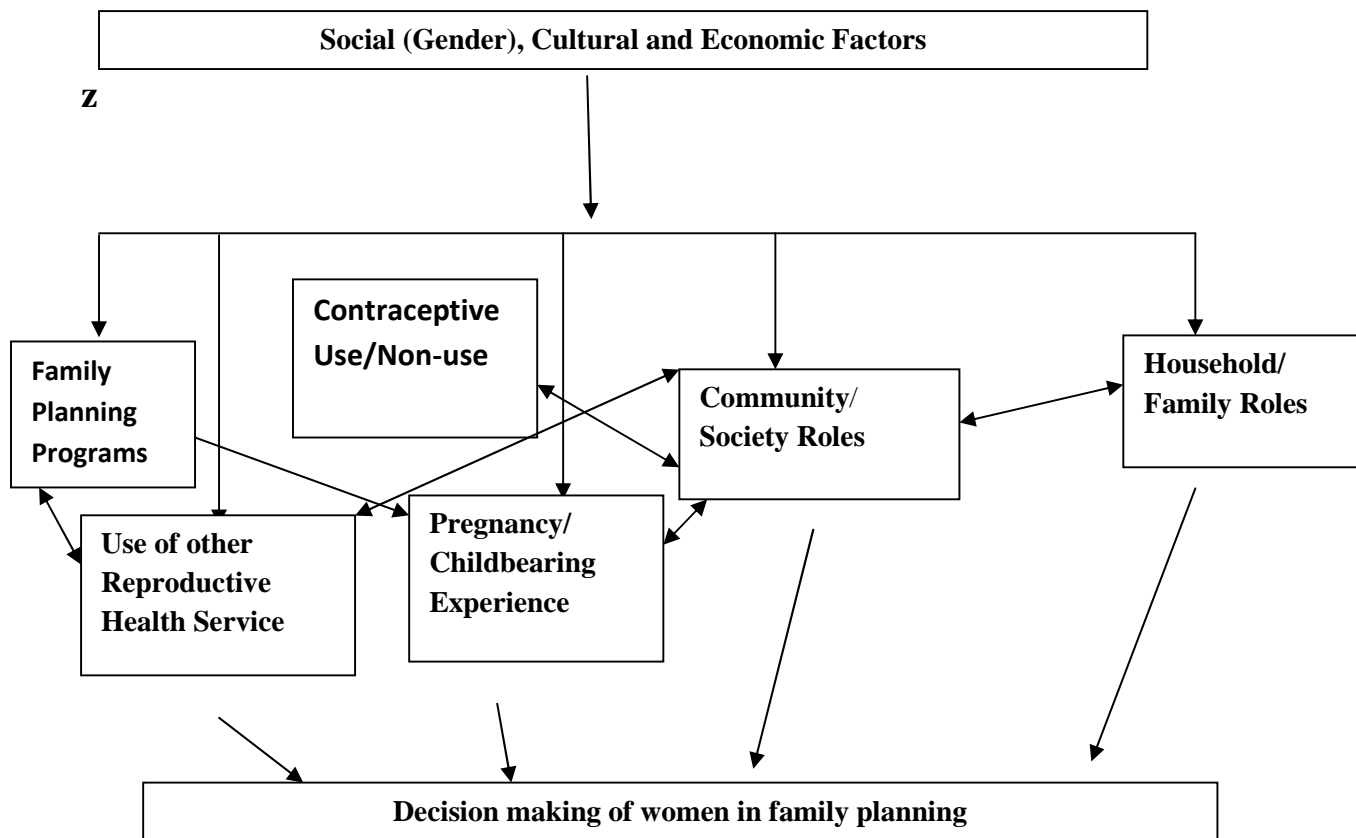 Social (Gender), Cultural and Economic Factors
z
Contraceptive
Use/Non-use
Family
Planning
Programs
Community/
Society Roles
Household/
Family Roles
Use of other
Reproductive
Health Service
Pregnancy/
Childbearing
Experience
Decision making of women in family planning